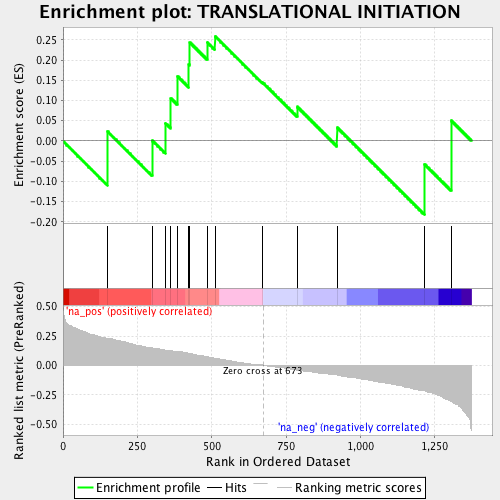 Enrichment plot: TRANSLATIONAL INITIATION
Enrichment score (ES)
0.25
0.20
0.15
0.10
0.05
0.00
-0.05
-0.10
-0.15
-0.20
'na_pos' (positively correlated)
Ranked list metric (PreRanked)
0.50
0.25
0.00
-0.25
-0.50
Zero cross at 673
'na_neg' (negatively correlated)
0 250 500 750 1,000 1,250
Rank in Ordered Dataset
Enrichment profile Hits Ranking metric scores